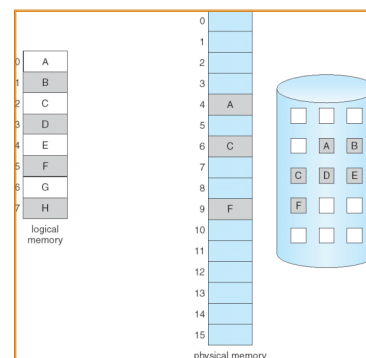 0 A
1 B
2 C
3 D
4 E
5 F
6 G
7 H
logical
memory
0
1
2
3
4 A
5
6 C
7
8
9 F
10
11
12
13
14
15
physical memory
A B
C D E
F